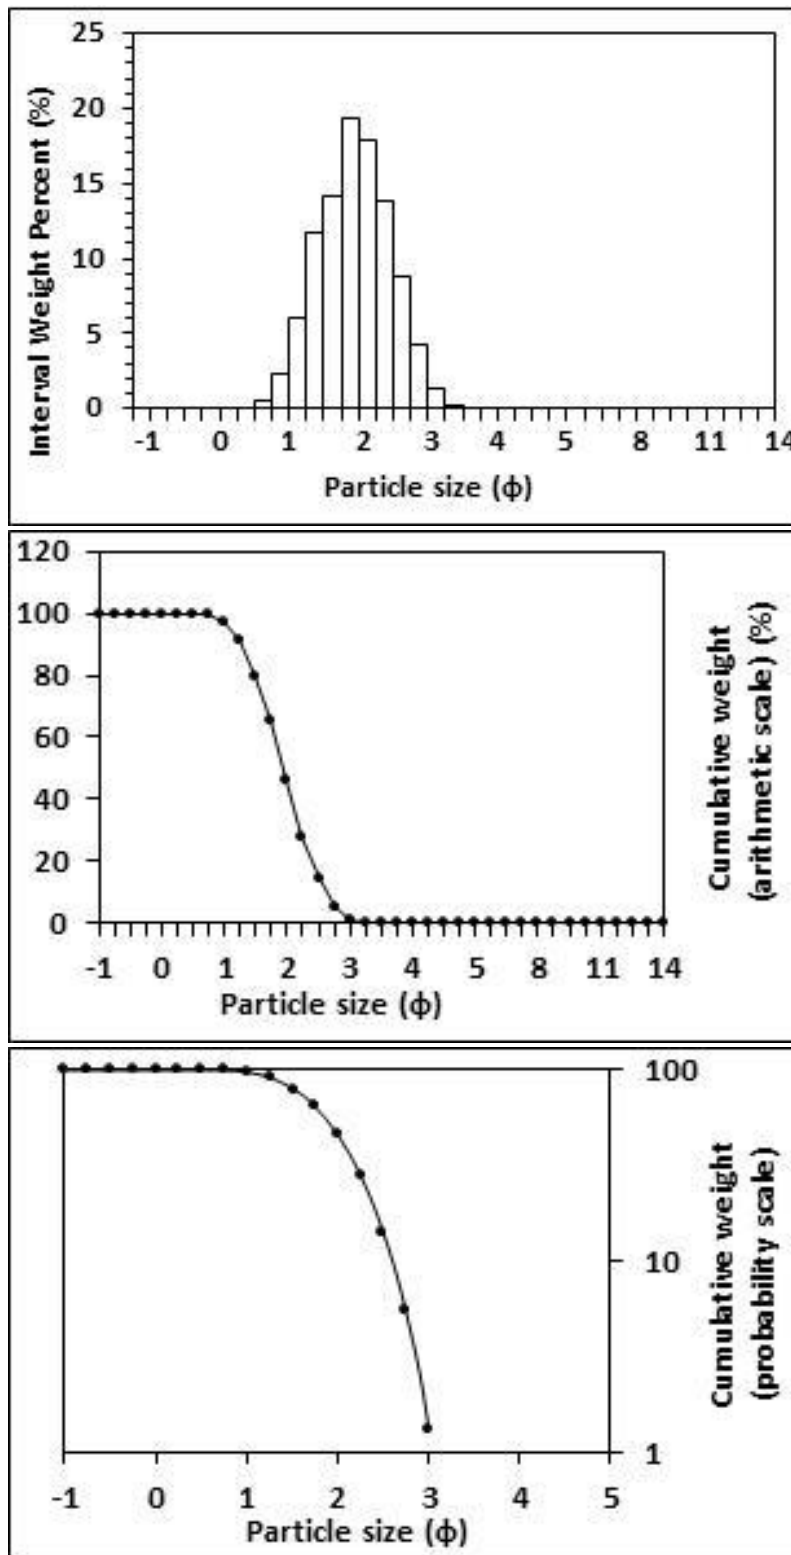 Interval Weight Percent (%)
25
20
15
10
5
0
-1 0 1 2 3 4 5 8 11 14
Particle size (ϕ)
120
100
80
60
40
20
0
-1 0 1 2 3 4 5 8 11 14
Particle size (ϕ)
Cumulative weight
(arithmetic scale) (%)
100
10
1
-1 0 1 2 3 4 5
Particle size (ϕ)
Cumulative weight
(probability scale)